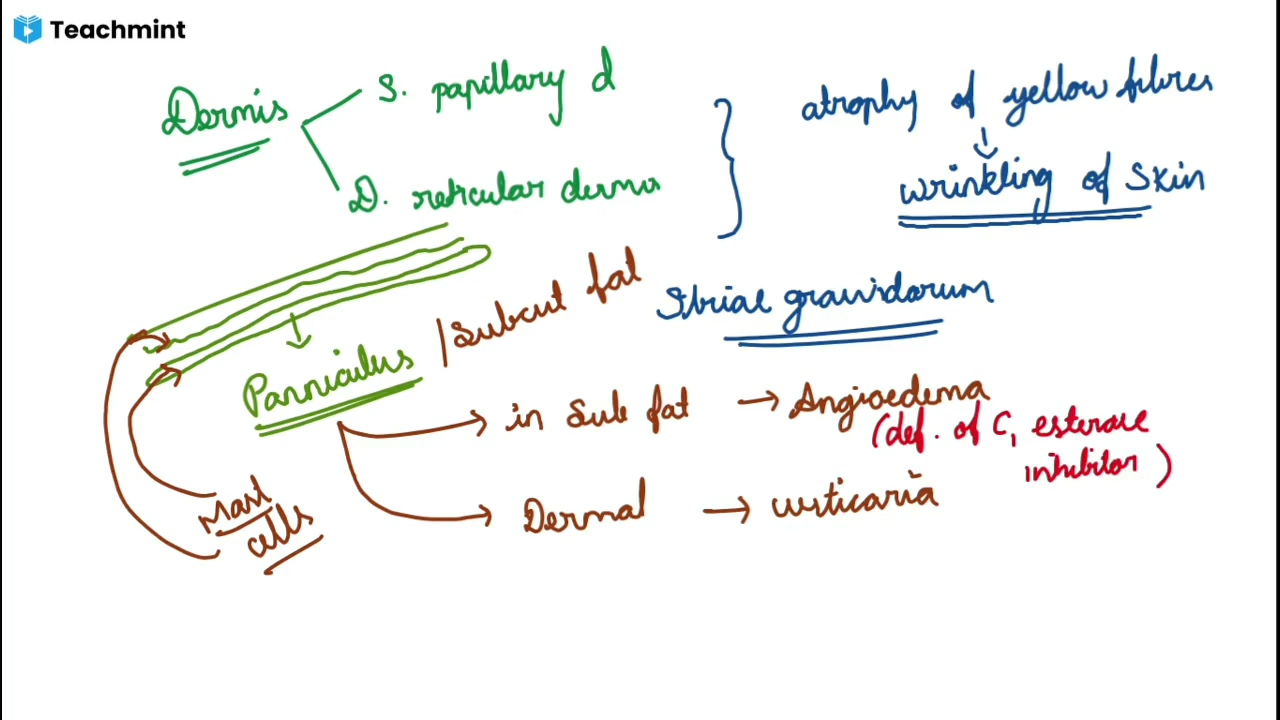 Teachmint
Dermis
S. papillary d
D. reticular dermis
atrophy of yellow fibres
wrinkling of skin
Striae gravidarum
Panniculus / Subcut fat
in Sub fat → Angioedema
(def. of C₁ esterase
inhibitor)
Dermal → urticaria
Mast
cells